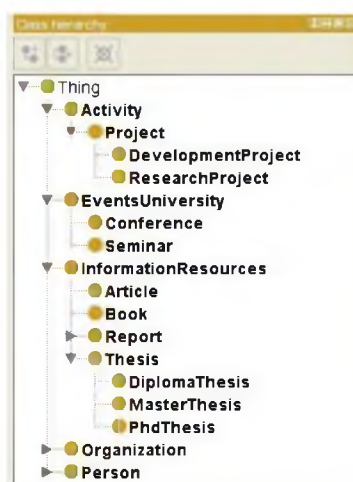 Class hierarchy
Thing
Activity
Project
DevelopmentProject
ResearchProject
EventsUniversity
Conference
Seminar
InformationResources
Article
Book
Report
Thesis
DiplomaThesis
MasterThesis
PhdThesis
Organization
Person